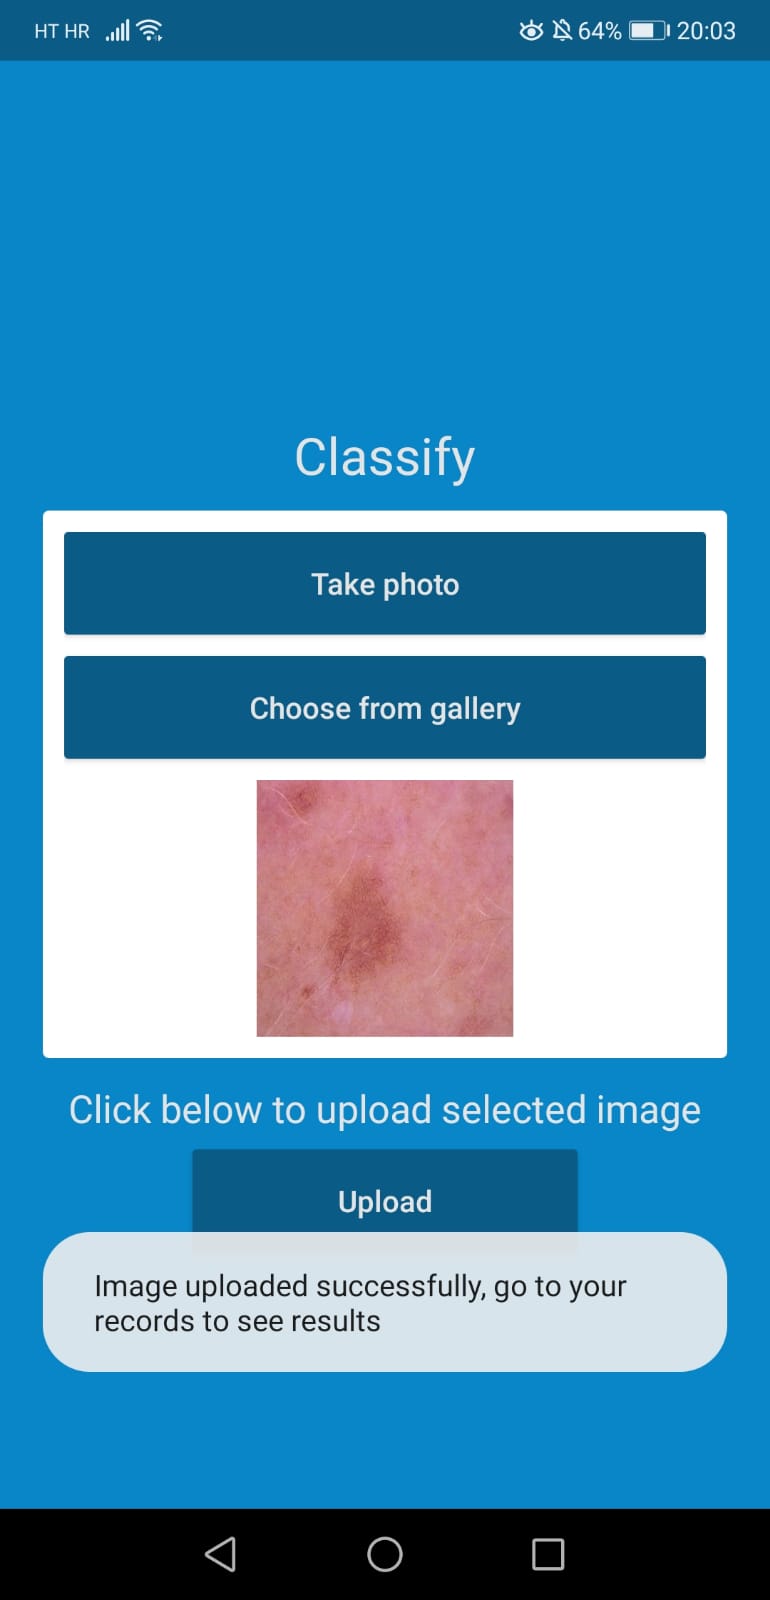 HT HR 64% 20:03
Classify
Take photo
Choose from gallery
Click below to upload selected image
Upload
Image uploaded successfully, go to your
records to see results